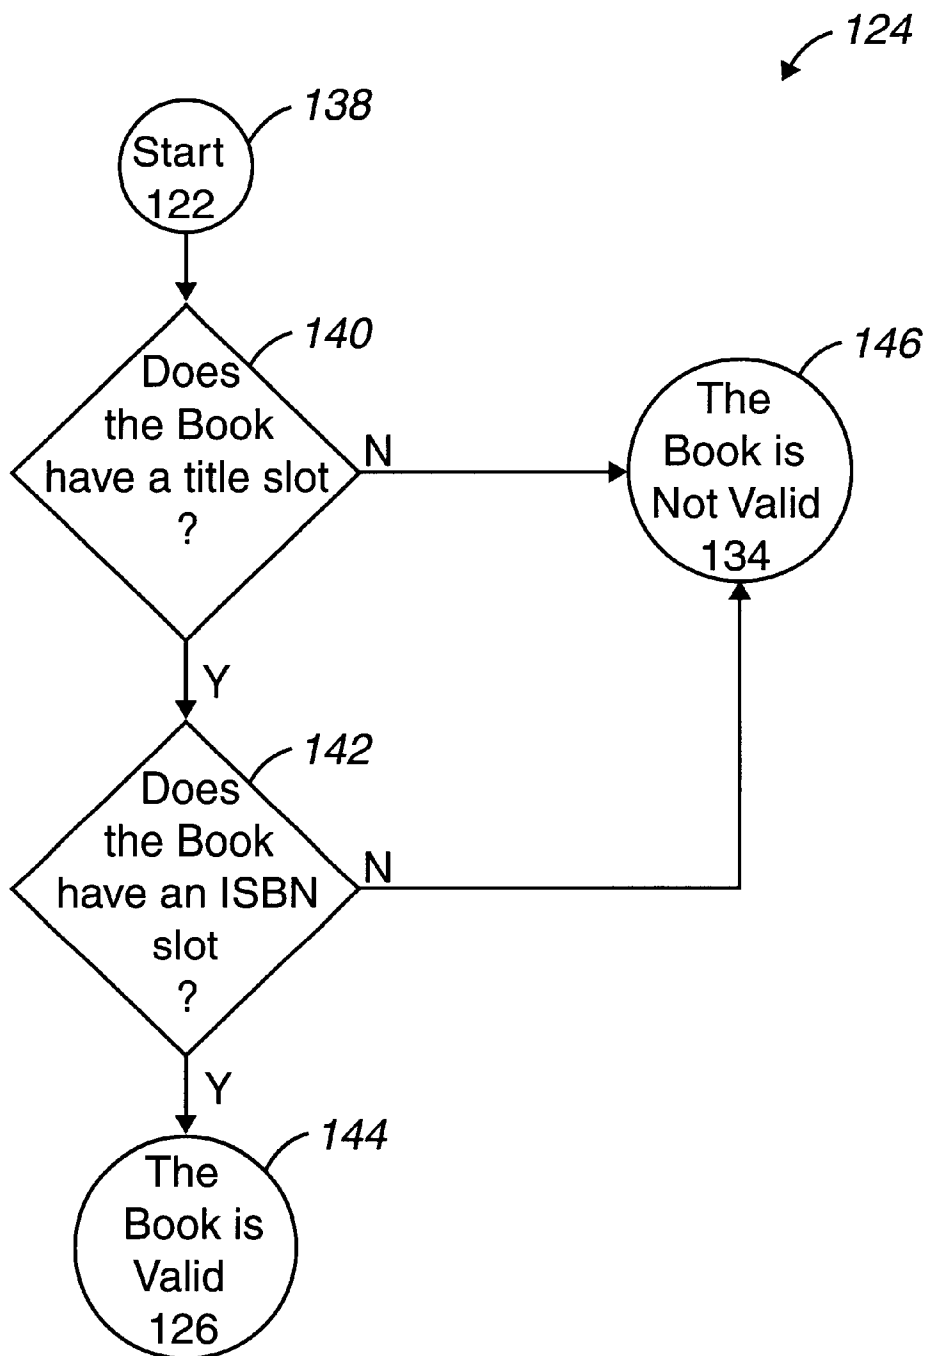 124
138
Start
122
140
Does
the Book
have a title slot
?
N
146
The
Book is
Not Valid
134
Y
142
Does
the Book
have an ISBN
slot
?
N
Y
144
The
Book is
Valid
126